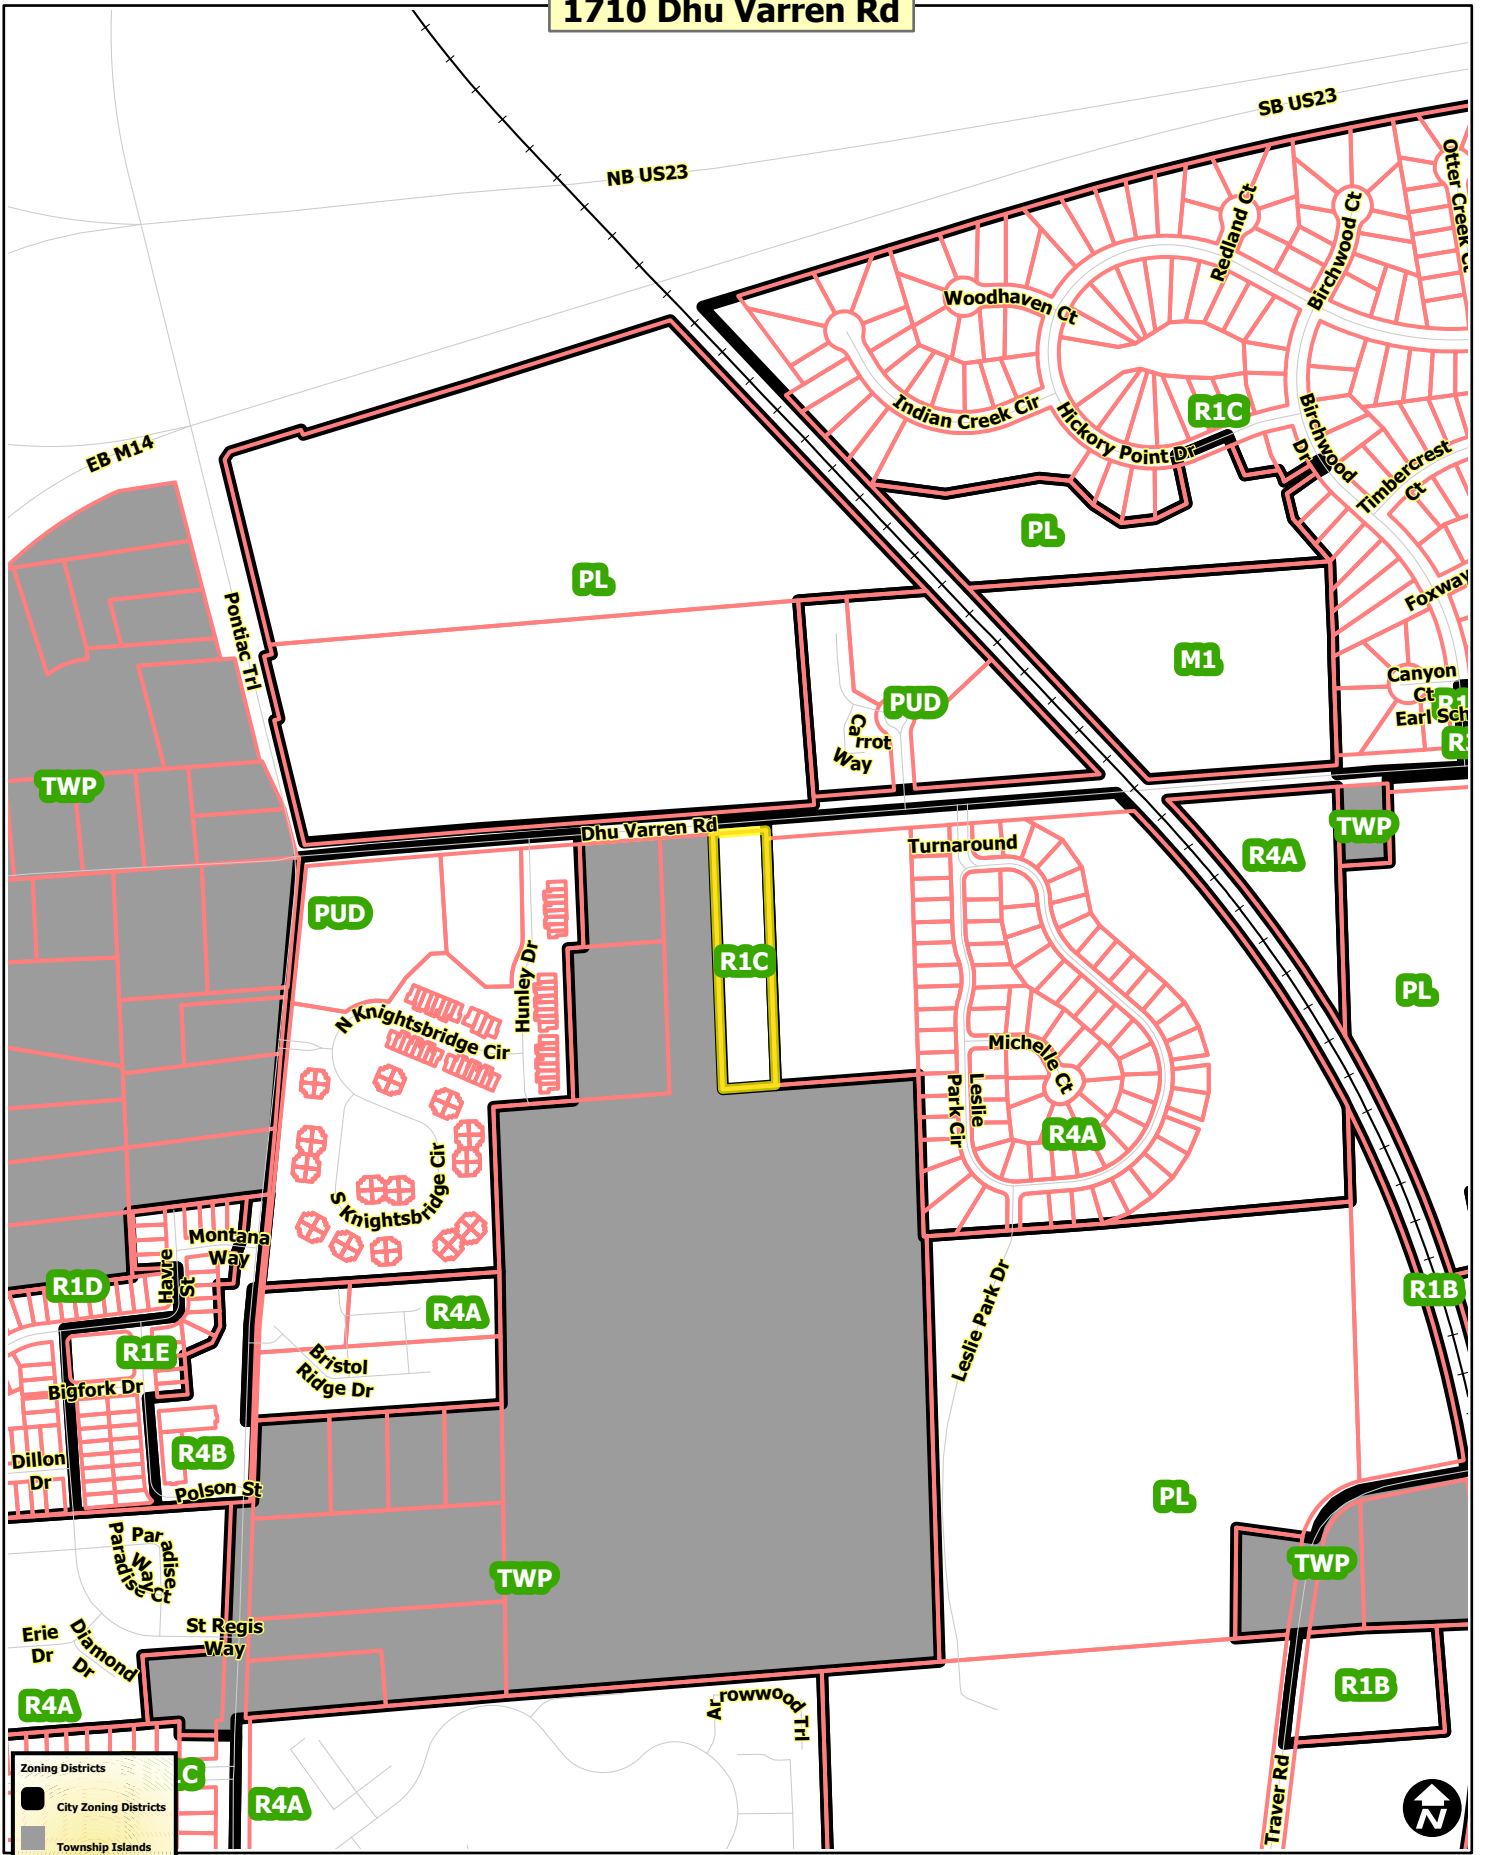 1710 Dhu Varren Rd
SB US23
NB US23
Otter Creek Ct
Redland Ct
Birchwood Ct
Woodhaven Ct
Indian Creek Cir
Hickory Point Dr
R1C
Birchwood
Dr
Timbercrest
Ct
EB M14
PL
PL
Foxway
Pontiac Trl
M1
Canyon
Ct
PUD
Earl Sch
Carrot
Way
TWP
Dhu Varren Rd
Turnaround
TWP
R4A
PUD
R1C
Hunley Dr
PL
N Knightsbridge Cir
Michelle Ct
Leslie
Park Cir
R4A
S Knightsbridge Cir
Montana
Way
Havre
St
R1D
R1B
R4A
Leslie Park Dr
R1E
Bristol
Ridge Dr
Bigfork Dr
R4B
Dillon
Dr
Polson St
PL
Paradise
Way
Paradise Ct
TWP
TWP
St Regis
Way
Erie
Dr
Diamond
Dr
R4A
R1B
Arrowwood Trl
Traver Rd
R4A
Zoning Districts
City Zoning Districts
Township Islands
N